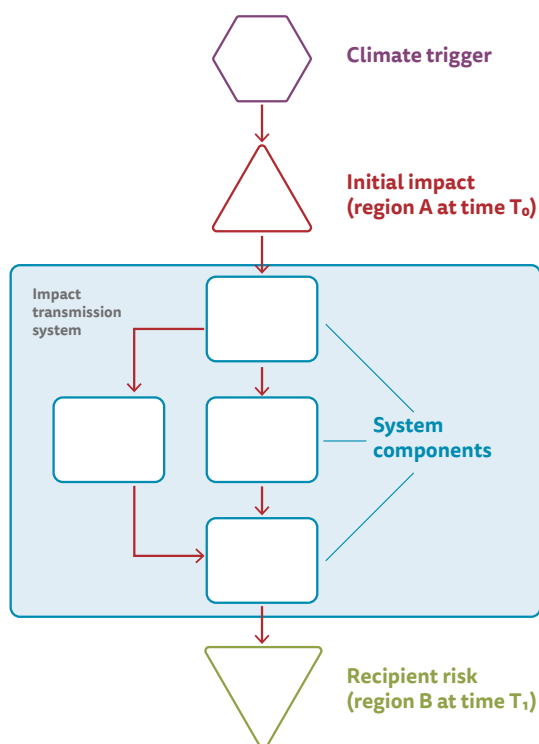 Climate trigger
Initial impact
(region A at time T₀)
Impact
transmission
system
System
components
Recipient risk
(region B at time T₁)